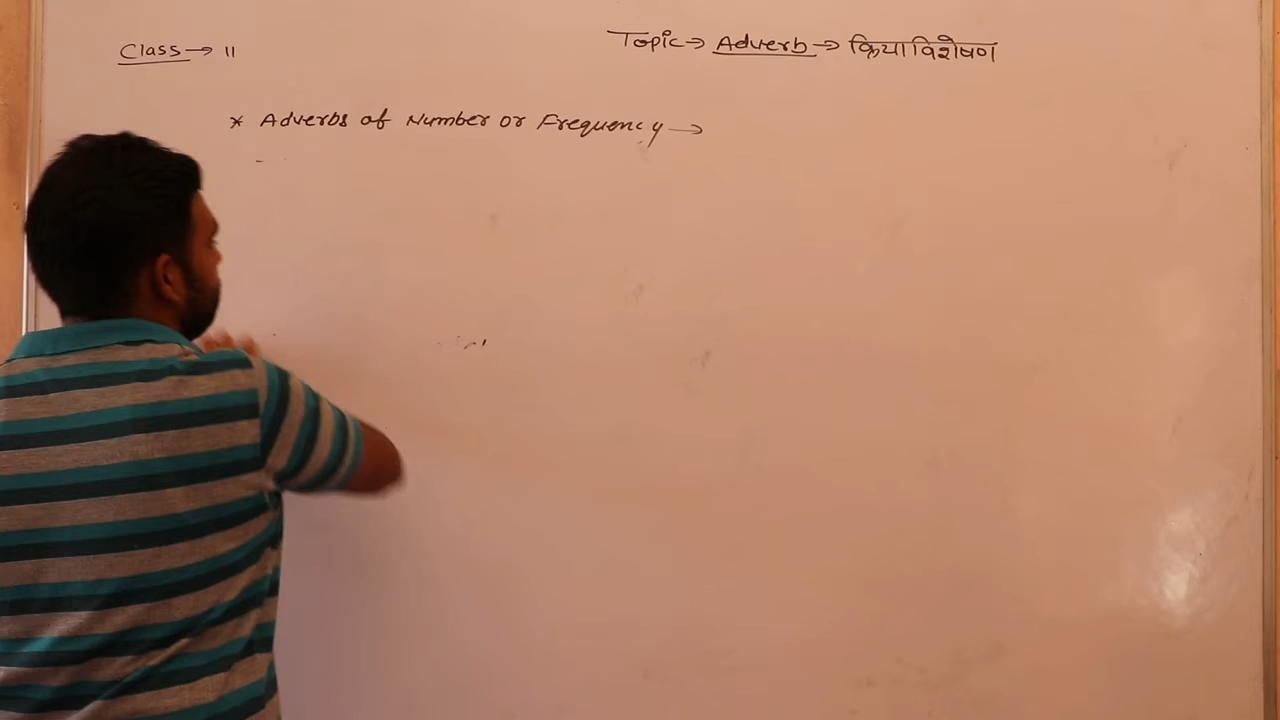 Class → 11
Topic → Adverb → क्रिया विशेषण
* Adverbs of Number or Frequency →